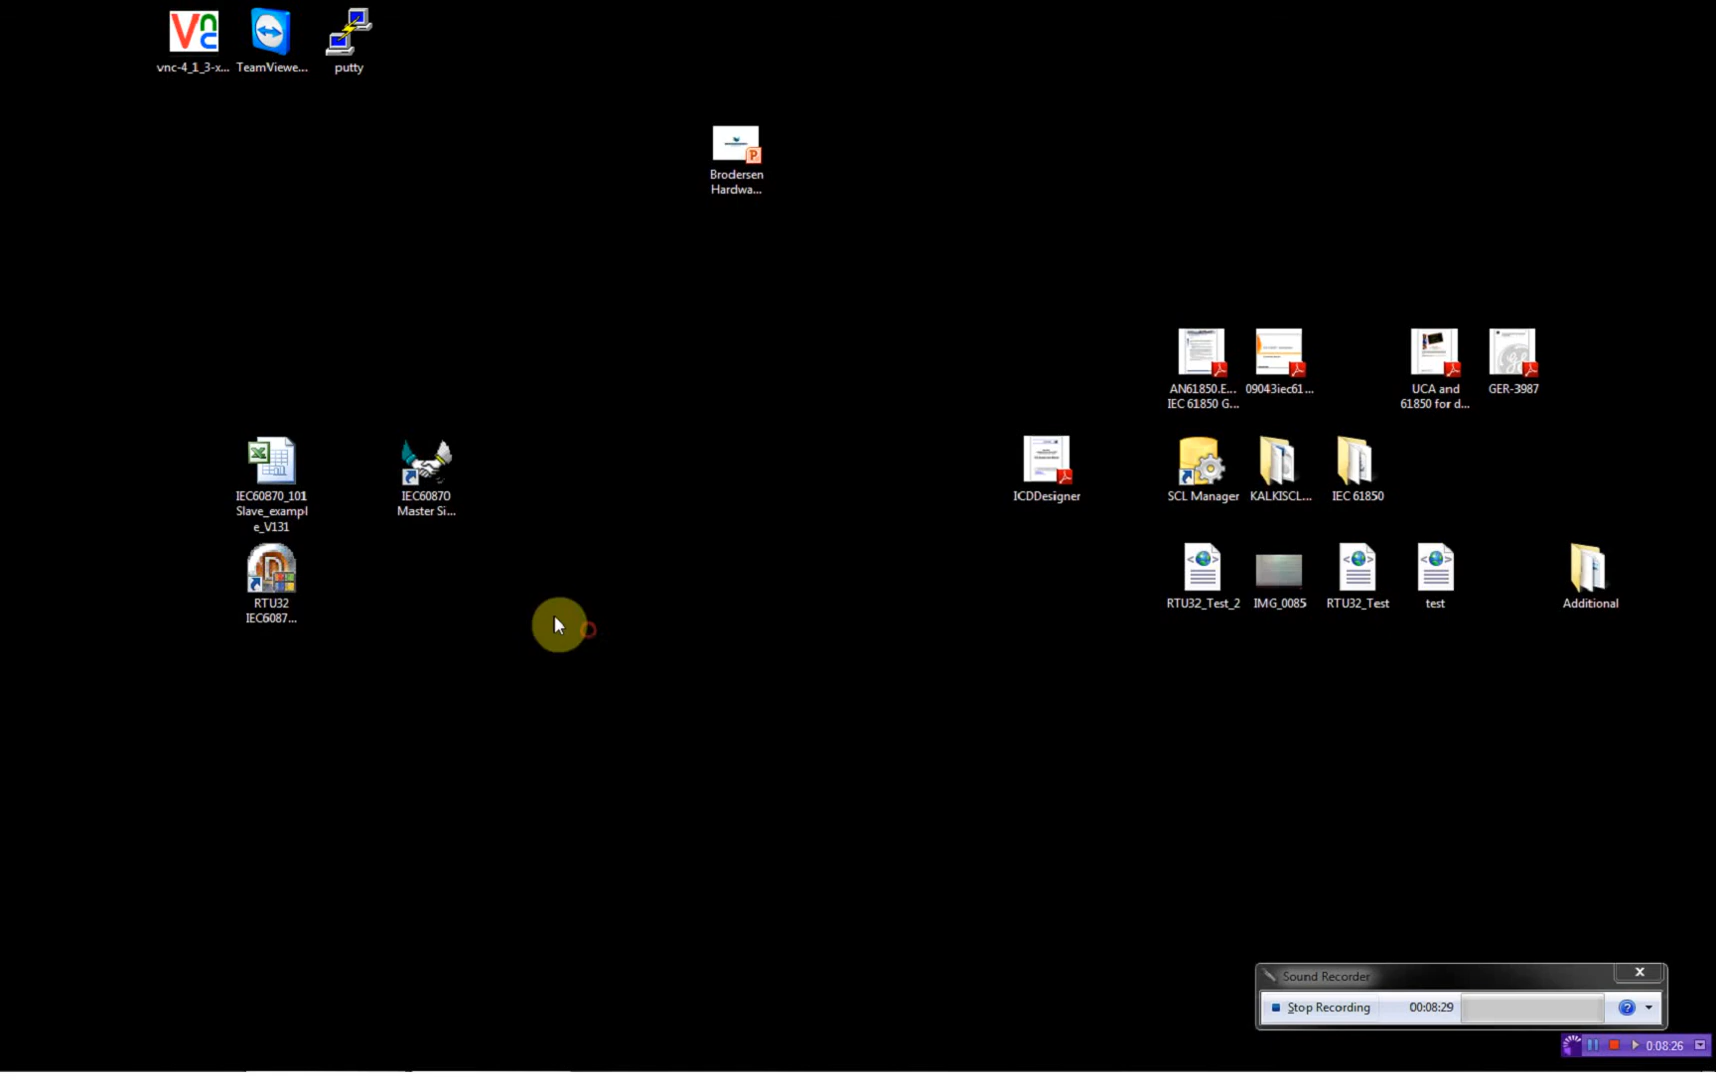 vnc-4_1_3-x...
TeamViewe...
putty
Brodersen
Hardwa...
AN61850.E...
IEC 61850 G...
09043iec61...
UCA and
61850 for d...
GER-3987
IEC60870_101
Slave_exampl
e_V131
IEC60870
Master Si...
ICDDesigner
SCL Manager
KALKISCL...
IEC 61850
RTU32
IEC6087...
RTU32_Test_2
IMG_0085
RTU32_Test
test
Additional
Sound Recorder
Stop Recording
00:08:29
0:08:26